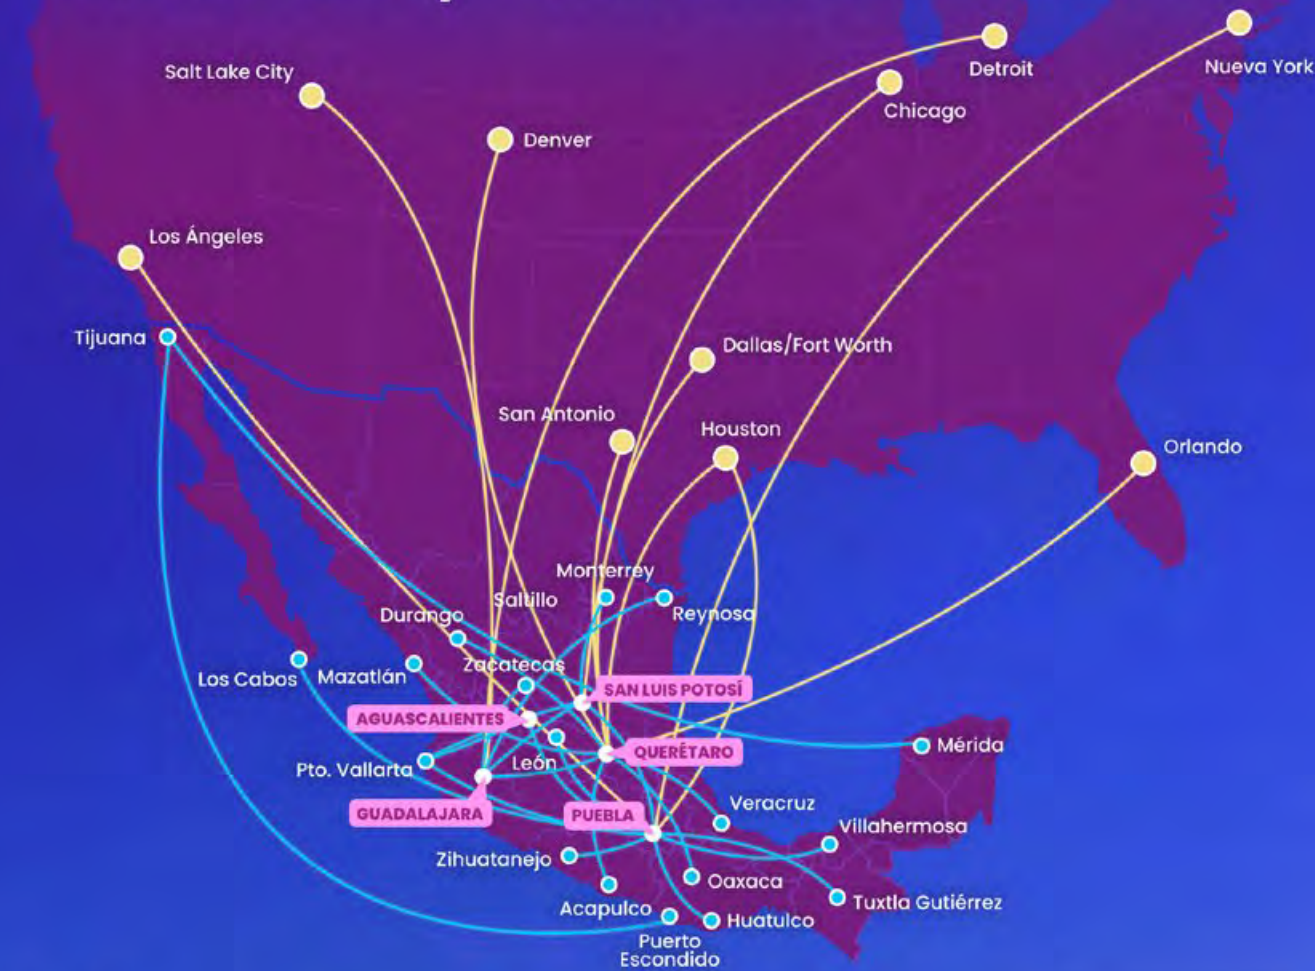 Nueva York
Detroit
Salt Lake City
Chicago
Denver
Los Ángeles
Tijuana
Dallas/Fort Worth
San Antonio
Houston
Orlando
Monterrey
Saltillo
Durango
Reynosa
Zacatecas
Los Cabos
Mazatlán
SAN LUIS POTOSÍ
AGUASCALIENTES
Mérida
QUERÉTARO
León
Pto. Vallarta
Veracruz
GUADALAJARA
PUEBLA
Villahermosa
Zihuatanejo
Oaxaca
Tuxtla Gutiérrez
Acapulco
Huatulco
Puerto
Escondido